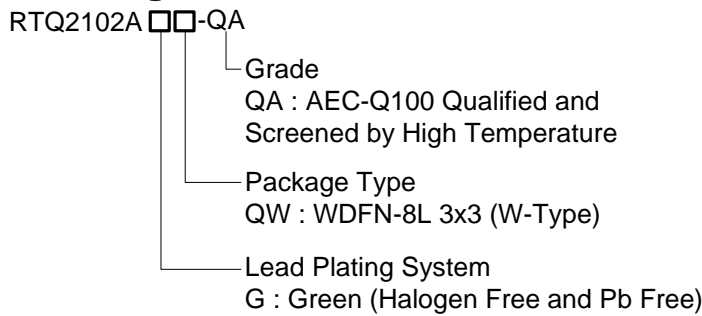 RTQ2102A □□-QA
Grade
QA : AEC-Q100 Qualified and
Screened by High Temperature
Package Type
QW : WDFN-8L 3x3 (W-Type)
Lead Plating System
G : Green (Halogen Free and Pb Free)